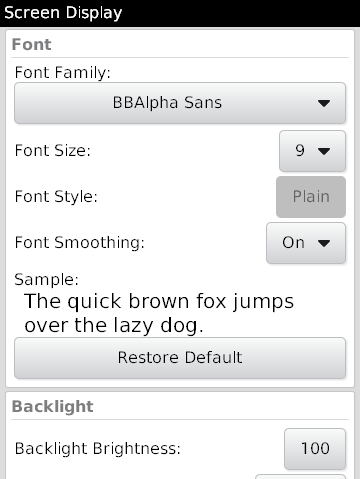 Screen Display
Font
Font Family:
BBAlpha Sans
Font Size:
9
Font Style:
Plain
Font Smoothing:
On
Sample:
The quick brown fox jumps
over the lazy dog.
Restore Default
Backlight
Backlight Brightness:
100